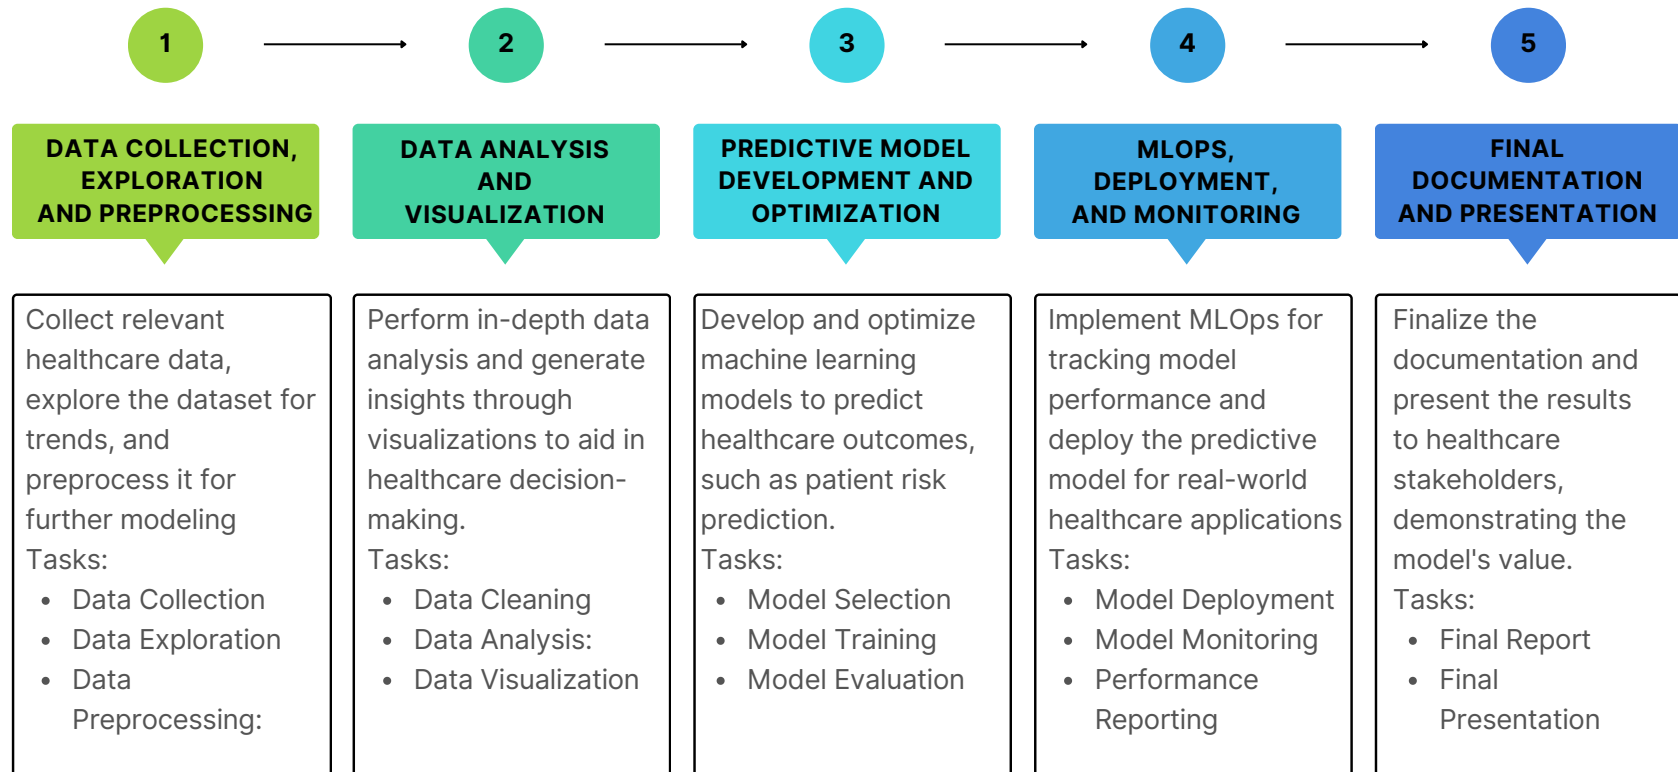 1
2
3
4
5
DATA COLLECTION,
EXPLORATION
AND PREPROCESSING
DATA ANALYSIS
AND
VISUALIZATION
PREDICTIVE MODEL
DEVELOPMENT AND
OPTIMIZATION
MLOPS,
DEPLOYMENT,
AND MONITORING
FINAL
DOCUMENTATION
AND PRESENTATION
Collect relevant
healthcare data,
explore the dataset for
trends, and
preprocess it for
further modeling
Tasks:
• Data Collection
• Data Exploration
• Data
Preprocessing:
Perform in-depth data
analysis and generate
insights through
visualizations to aid in
healthcare decision-
making.
Tasks:
• Data Cleaning
• Data Analysis:
• Data Visualization
Develop and optimize
machine learning
models to predict
healthcare outcomes,
such as patient risk
prediction.
Tasks:
• Model Selection
• Model Training
• Model Evaluation
Implement MLOps for
tracking model
performance and
deploy the predictive
model for real-world
healthcare applications
Tasks:
• Model Deployment
• Model Monitoring
• Performance
Reporting
Finalize the
documentation and
present the results
to healthcare
stakeholders,
demonstrating the
model's value.
Tasks:
• Final Report
• Final
Presentation